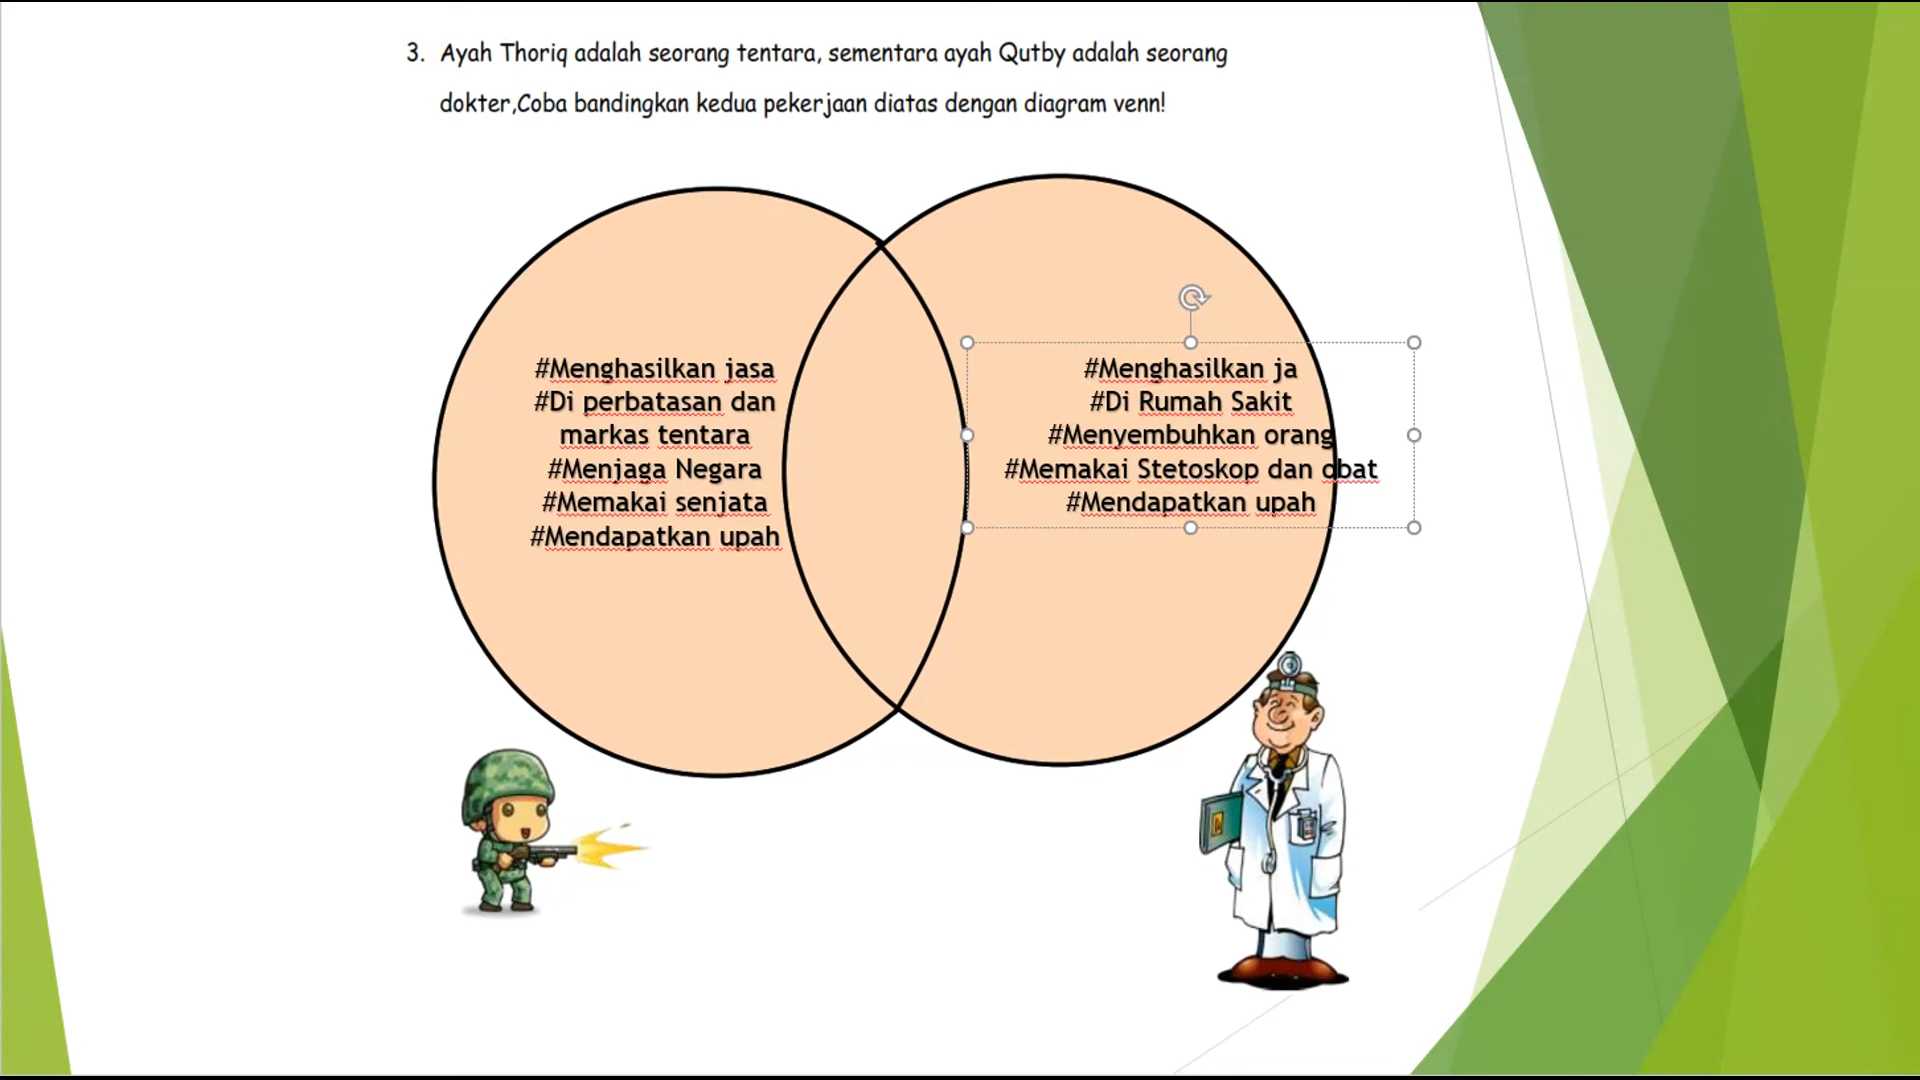 3. Ayah Thoriq adalah seorang tentara, sementara ayah Qutby adalah seorang
dokter,Coba bandingkan kedua pekerjaan diatas dengan diagram venn!
#Menghasilkan jasa
#Di perbatasan dan
markas tentara
#Menjaga Negara
#Memakai senjata
#Mendapatkan upah
#Menghasilkan ja
#Di Rumah Sakit
#Menyembuhkan orang
#Memakai Stetoskop dan obat
#Mendapatkan upah